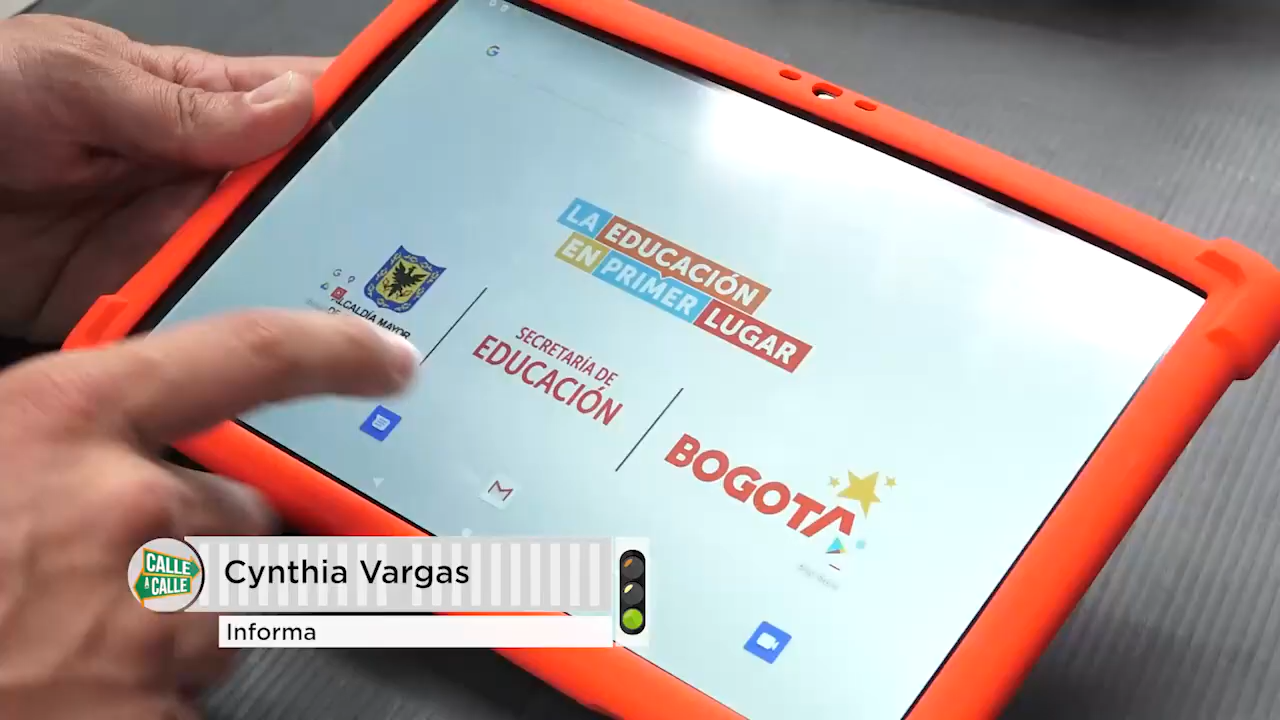 G
LA EDUCACIÓN
EN PRIMER LUGAR
ALCALDÍA MAYOR
SECRETARÍA DE
EDUCACIÓN
BOGOTÁ
CALLE
A
CALLE
Cynthia Vargas
Informa